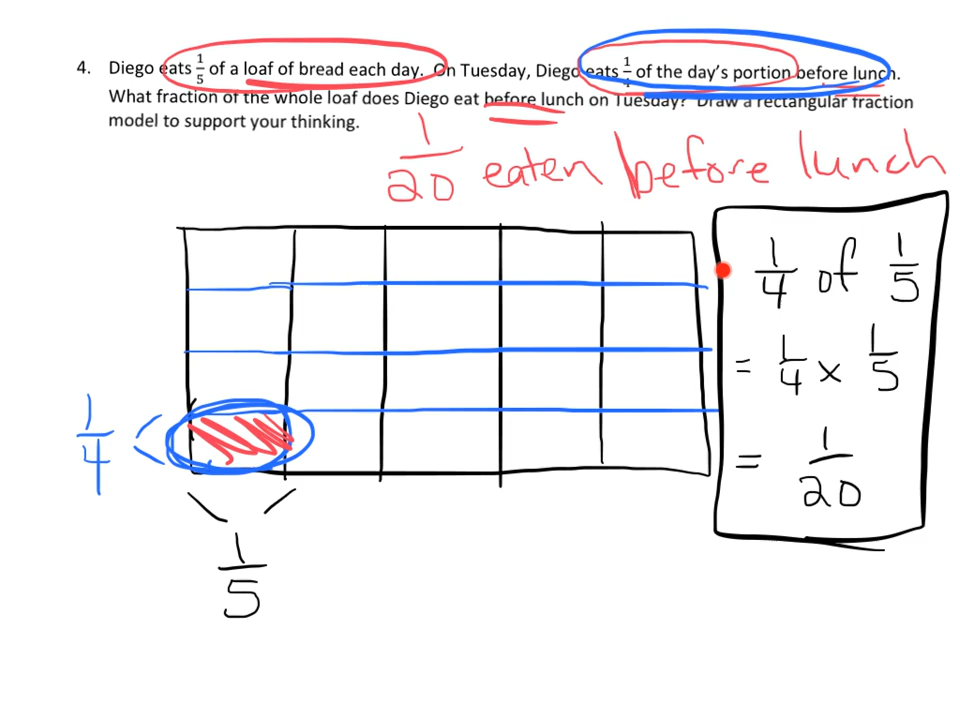 4. Diego eats 1/5 of a loaf of bread each day. On Tuesday, Diego eats 1/4 of the day's portion before lunch.
What fraction of the whole loaf does Diego eat before lunch on Tuesday? Draw a rectangular fraction
model to support your thinking.
1/20 eaten before lunch
1/4 of 1/5
= 1/4 x 1/5
= 1/20
1/4
1/5